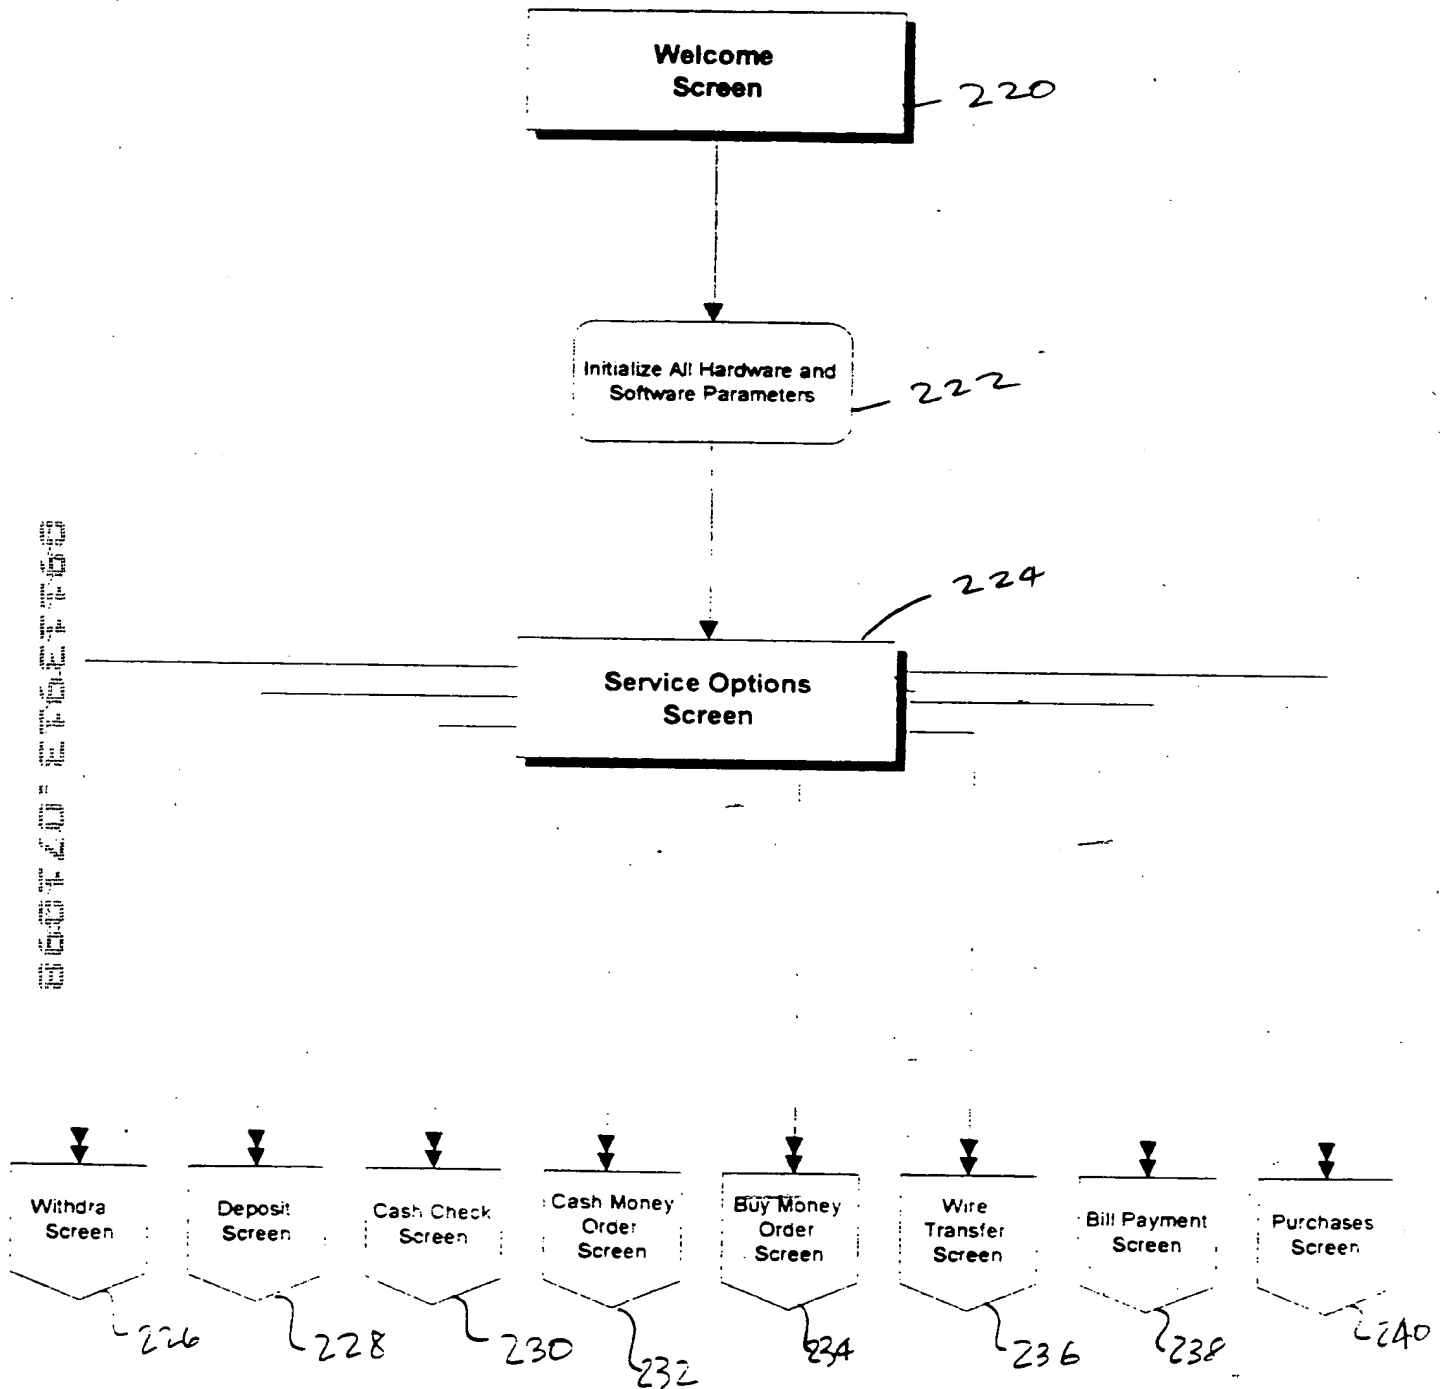 Welcome
Screen
220
Initialize All Hardware and
Software Parameters
222
224
Service Options
Screen
Withdra
Screen
Deposit
Screen
Cash Check
Screen
Cash Money
Order
Screen
Buy Money
Order
Screen
Wire
Transfer
Screen
Bill Payment
Screen
Purchases
Screen
226
228
230
232
234
236
238
240